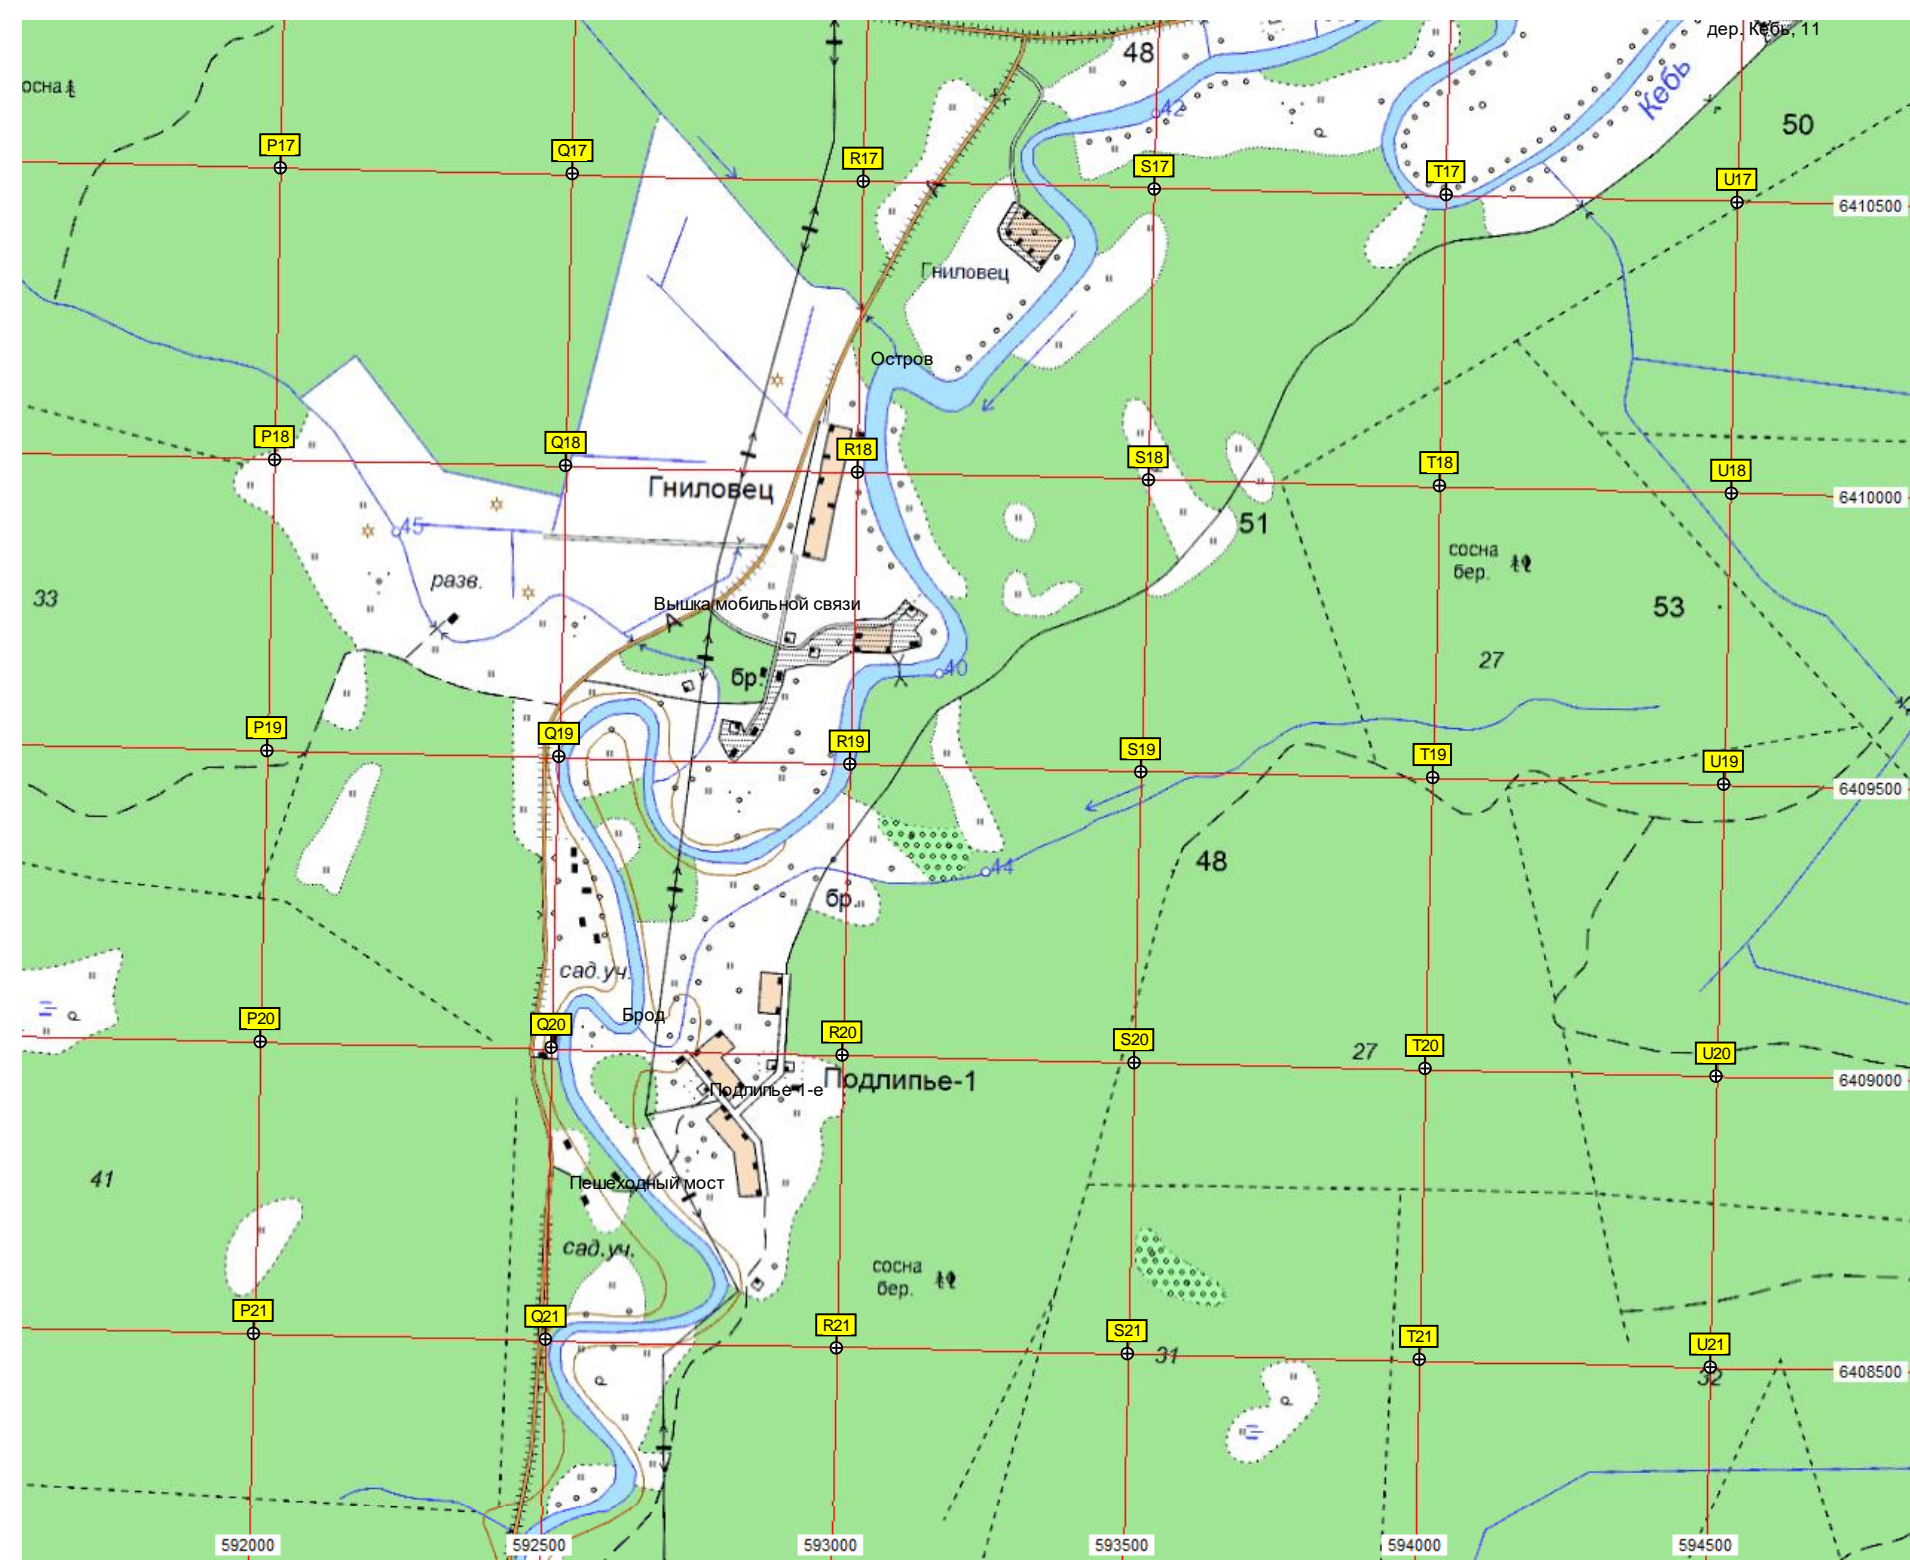 дер. Кебь, 11
48
осна
42
Кебь
50
P17
Q17
R17
S17
T17
U17
6410500
Гниловец
Остров
P18
Q18
R18
S18
T18
U18
6410000
Гниловец
45
51
сосна
бер.
разв.
33
Вышка мобильной связи
53
27
бр.
40
P19
Q19
R19
S19
T19
U19
6409500
48
44
бр.
сад.уч.
Брод
P20
Q20
R20
S20
T20
U20
27
6409000
Подлипье-1
Подлипье-1-е
41
Пешеходный мост
сад.уч.
сосна
бер.
P21
Q21
R21
S21
T21
U21
31
32
6408500
592000
592500
593000
593500
594000
594500